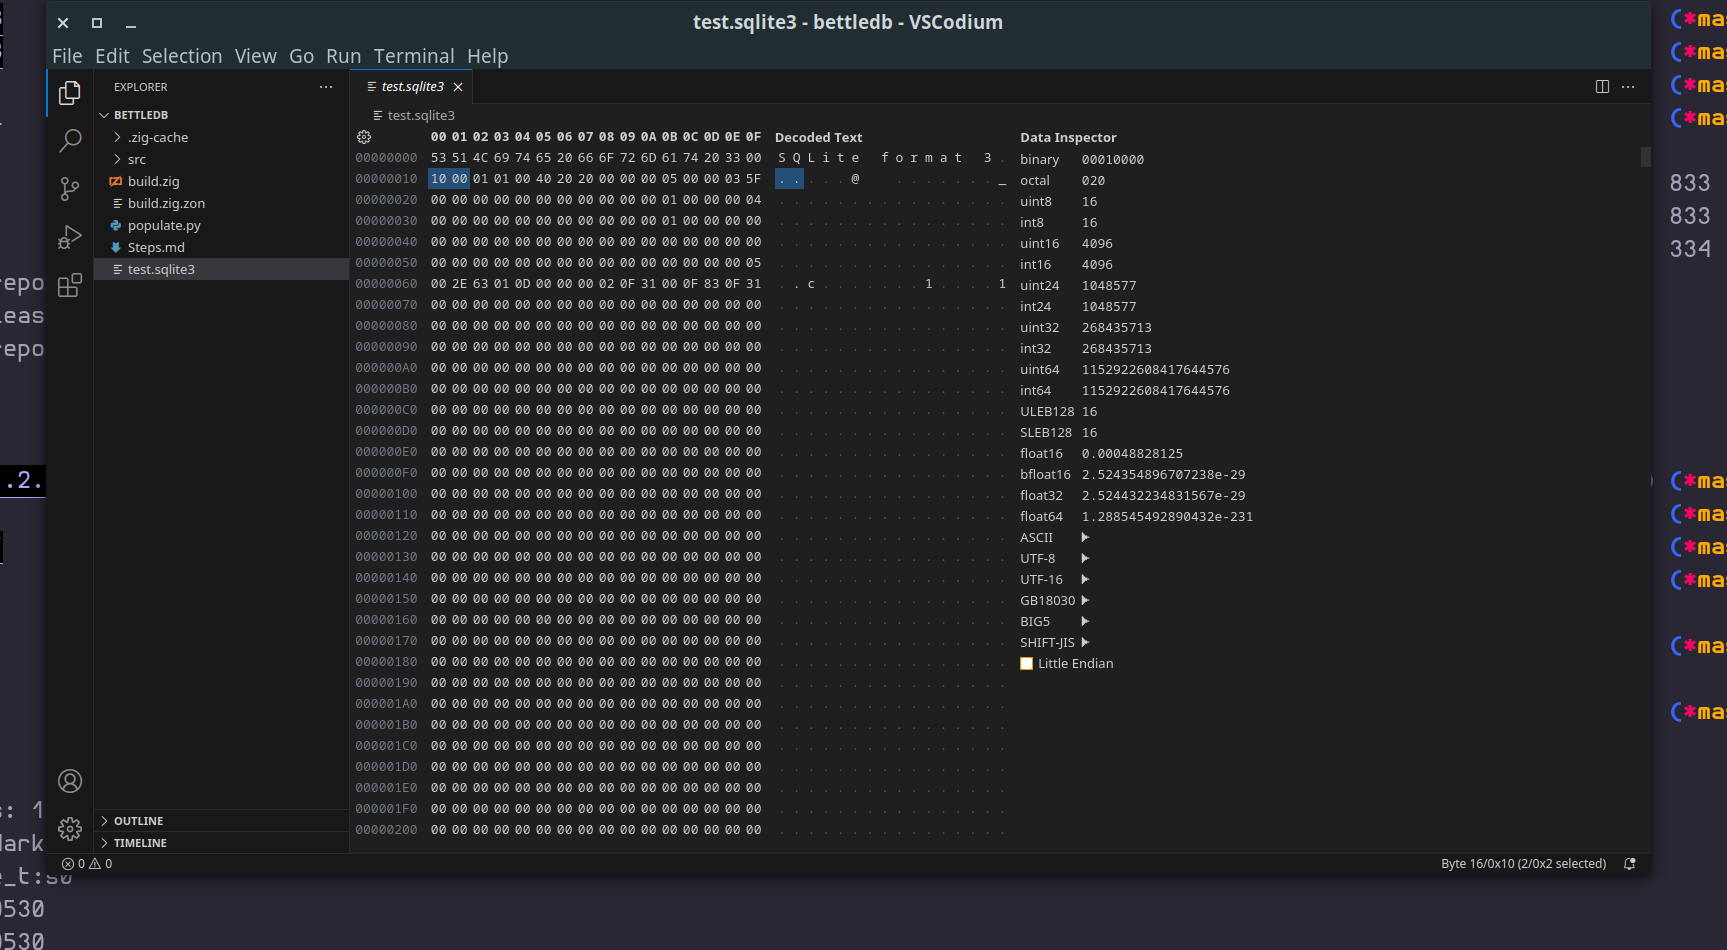 test.sqlite3 - bettledb - VSCodium
File Edit Selection View Go Run Terminal Help
EXPLORER
BETTLEDB
.zig-cache
src
build.zig
build.zig.zon
populate.py
Steps.md
test.sqlite3
OUTLINE
TIMELINE
test.sqlite3
test.sqlite3
00 01 02 03 04 05 06 07 08 09 0A 0B 0C 0D 0E 0F Decoded Text
00000000 53 51 4C 69 74 65 20 66 6F 72 6D 61 74 20 33 00 S Q L i t e f o r m a t 3 .
00000010 10 00 01 01 00 40 20 20 00 00 00 05 00 00 03 5F . . . . . @ . . . . . . . _
00000020 00 00 00 00 00 00 00 00 00 00 00 01 00 00 00 04
00000030 00 00 00 00 00 00 00 00 00 00 00 01 00 00 00 00
00000040 00 00 00 00 00 00 00 00 00 00 00 00 00 00 00 00
00000050 00 00 00 00 00 00 00 00 00 00 00 00 00 00 00 05
00000060 00 2E 63 01 0D 00 00 00 02 0F 31 00 0F 83 0F 31 . . c . . . . . . . 1 . . . . 1
00000070 00 00 00 00 00 00 00 00 00 00 00 00 00 00 00 00
00000080 00 00 00 00 00 00 00 00 00 00 00 00 00 00 00 00
00000090 00 00 00 00 00 00 00 00 00 00 00 00 00 00 00 00
000000A0 00 00 00 00 00 00 00 00 00 00 00 00 00 00 00 00
000000B0 00 00 00 00 00 00 00 00 00 00 00 00 00 00 00 00
000000C0 00 00 00 00 00 00 00 00 00 00 00 00 00 00 00 00
000000D0 00 00 00 00 00 00 00 00 00 00 00 00 00 00 00 00
000000E0 00 00 00 00 00 00 00 00 00 00 00 00 00 00 00 00
000000F0 00 00 00 00 00 00 00 00 00 00 00 00 00 00 00 00
00000100 00 00 00 00 00 00 00 00 00 00 00 00 00 00 00 00
00000110 00 00 00 00 00 00 00 00 00 00 00 00 00 00 00 00
00000120 00 00 00 00 00 00 00 00 00 00 00 00 00 00 00 00
00000130 00 00 00 00 00 00 00 00 00 00 00 00 00 00 00 00
00000140 00 00 00 00 00 00 00 00 00 00 00 00 00 00 00 00
00000150 00 00 00 00 00 00 00 00 00 00 00 00 00 00 00 00
00000160 00 00 00 00 00 00 00 00 00 00 00 00 00 00 00 00
00000170 00 00 00 00 00 00 00 00 00 00 00 00 00 00 00 00
00000180 00 00 00 00 00 00 00 00 00 00 00 00 00 00 00 00
00000190 00 00 00 00 00 00 00 00 00 00 00 00 00 00 00 00
000001A0 00 00 00 00 00 00 00 00 00 00 00 00 00 00 00 00
000001B0 00 00 00 00 00 00 00 00 00 00 00 00 00 00 00 00
000001C0 00 00 00 00 00 00 00 00 00 00 00 00 00 00 00 00
000001D0 00 00 00 00 00 00 00 00 00 00 00 00 00 00 00 00
000001E0 00 00 00 00 00 00 00 00 00 00 00 00 00 00 00 00
000001F0 00 00 00 00 00 00 00 00 00 00 00 00 00 00 00 00
00000200 00 00 00 00 00 00 00 00 00 00 00 00 00 00 00 00
Data Inspector
binary 00010000
octal 020
uint8 16
int8 16
uint16 4096
int16 4096
uint24 1048577
int24 1048577
uint32 268435713
int32 268435713
uint64 1152922608417644576
int64 1152922608417644576
ULEB128 16
SLEB128 16
float16 0.00048828125
bfloat16 2.524354896707238e-29
float32 2.524432234831567e-29
float64 1.288545492890432e-231
ASCII
UTF-8
UTF-16
GB18030
BIG5
SHIFT-JIS
Little Endian
0 0
Byte 16/0x10 (2/0x2 selected)
epo
eas
epo
.2.
s: 1
dark
e_t:s0
0530
0530
(*mas
(*mas
(*mas
(*mas
833
833
334
(*mas
(*mas
(*mas
(*mas
(*mas
(*mas